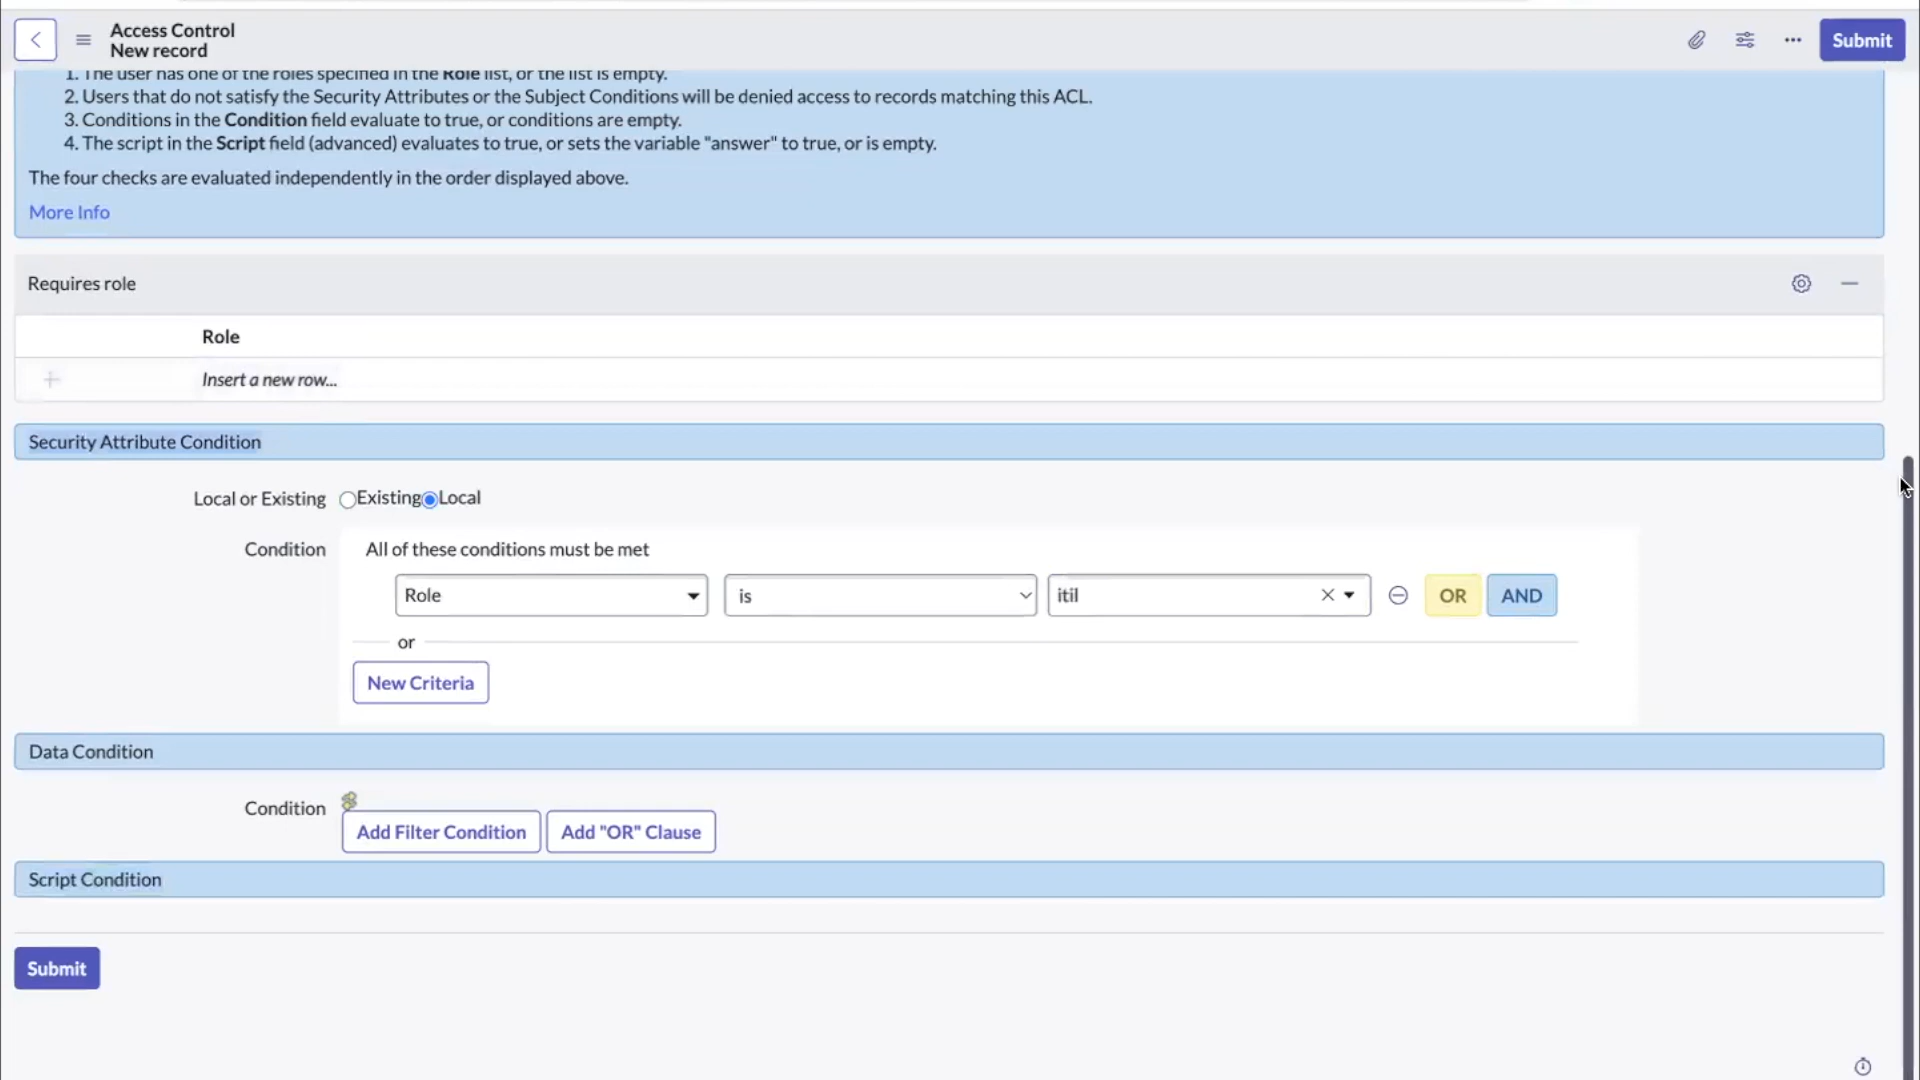 Access Control
New record
Submit
1. The user has one of the roles specified in the Role list, or the list is empty.
2. Users that do not satisfy the Security Attributes or the Subject Conditions will be denied access to records matching this ACL.
3. Conditions in the Condition field evaluate to true, or conditions are empty.
4. The script in the Script field (advanced) evaluates to true, or sets the variable "answer" to true, or is empty.
The four checks are evaluated independently in the order displayed above.
More Info
Requires role
Role
Insert a new row...
Security Attribute Condition
Local or Existing Existing Local
Condition All of these conditions must be met
Role is itil OR AND
or
New Criteria
Data Condition
Condition
Add Filter Condition Add "OR" Clause
Script Condition
Submit